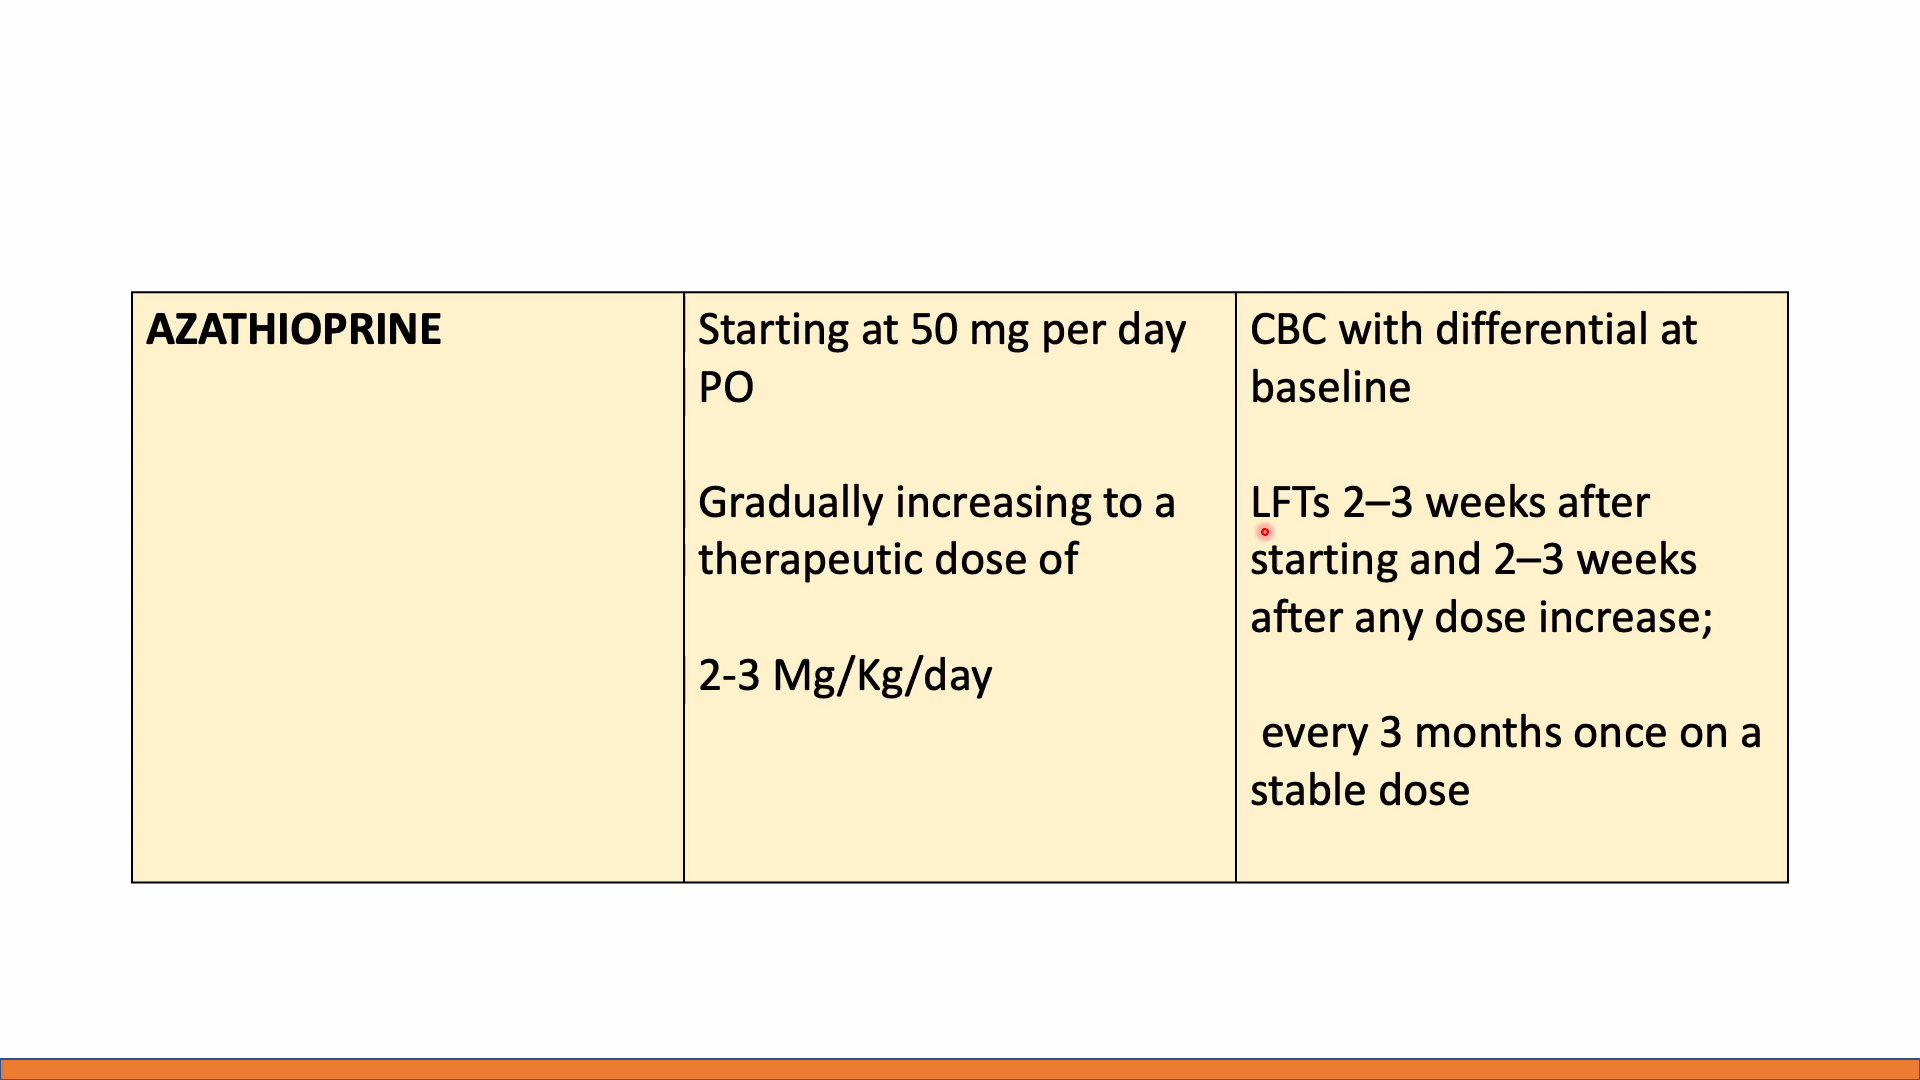 AZATHIOPRINE
Starting at 50 mg per day
PO
Gradually increasing to a
therapeutic dose of
2-3 Mg/Kg/day
CBC with differential at
baseline
LFTs 2–3 weeks after
starting and 2–3 weeks
after any dose increase;
every 3 months once on a
stable dose